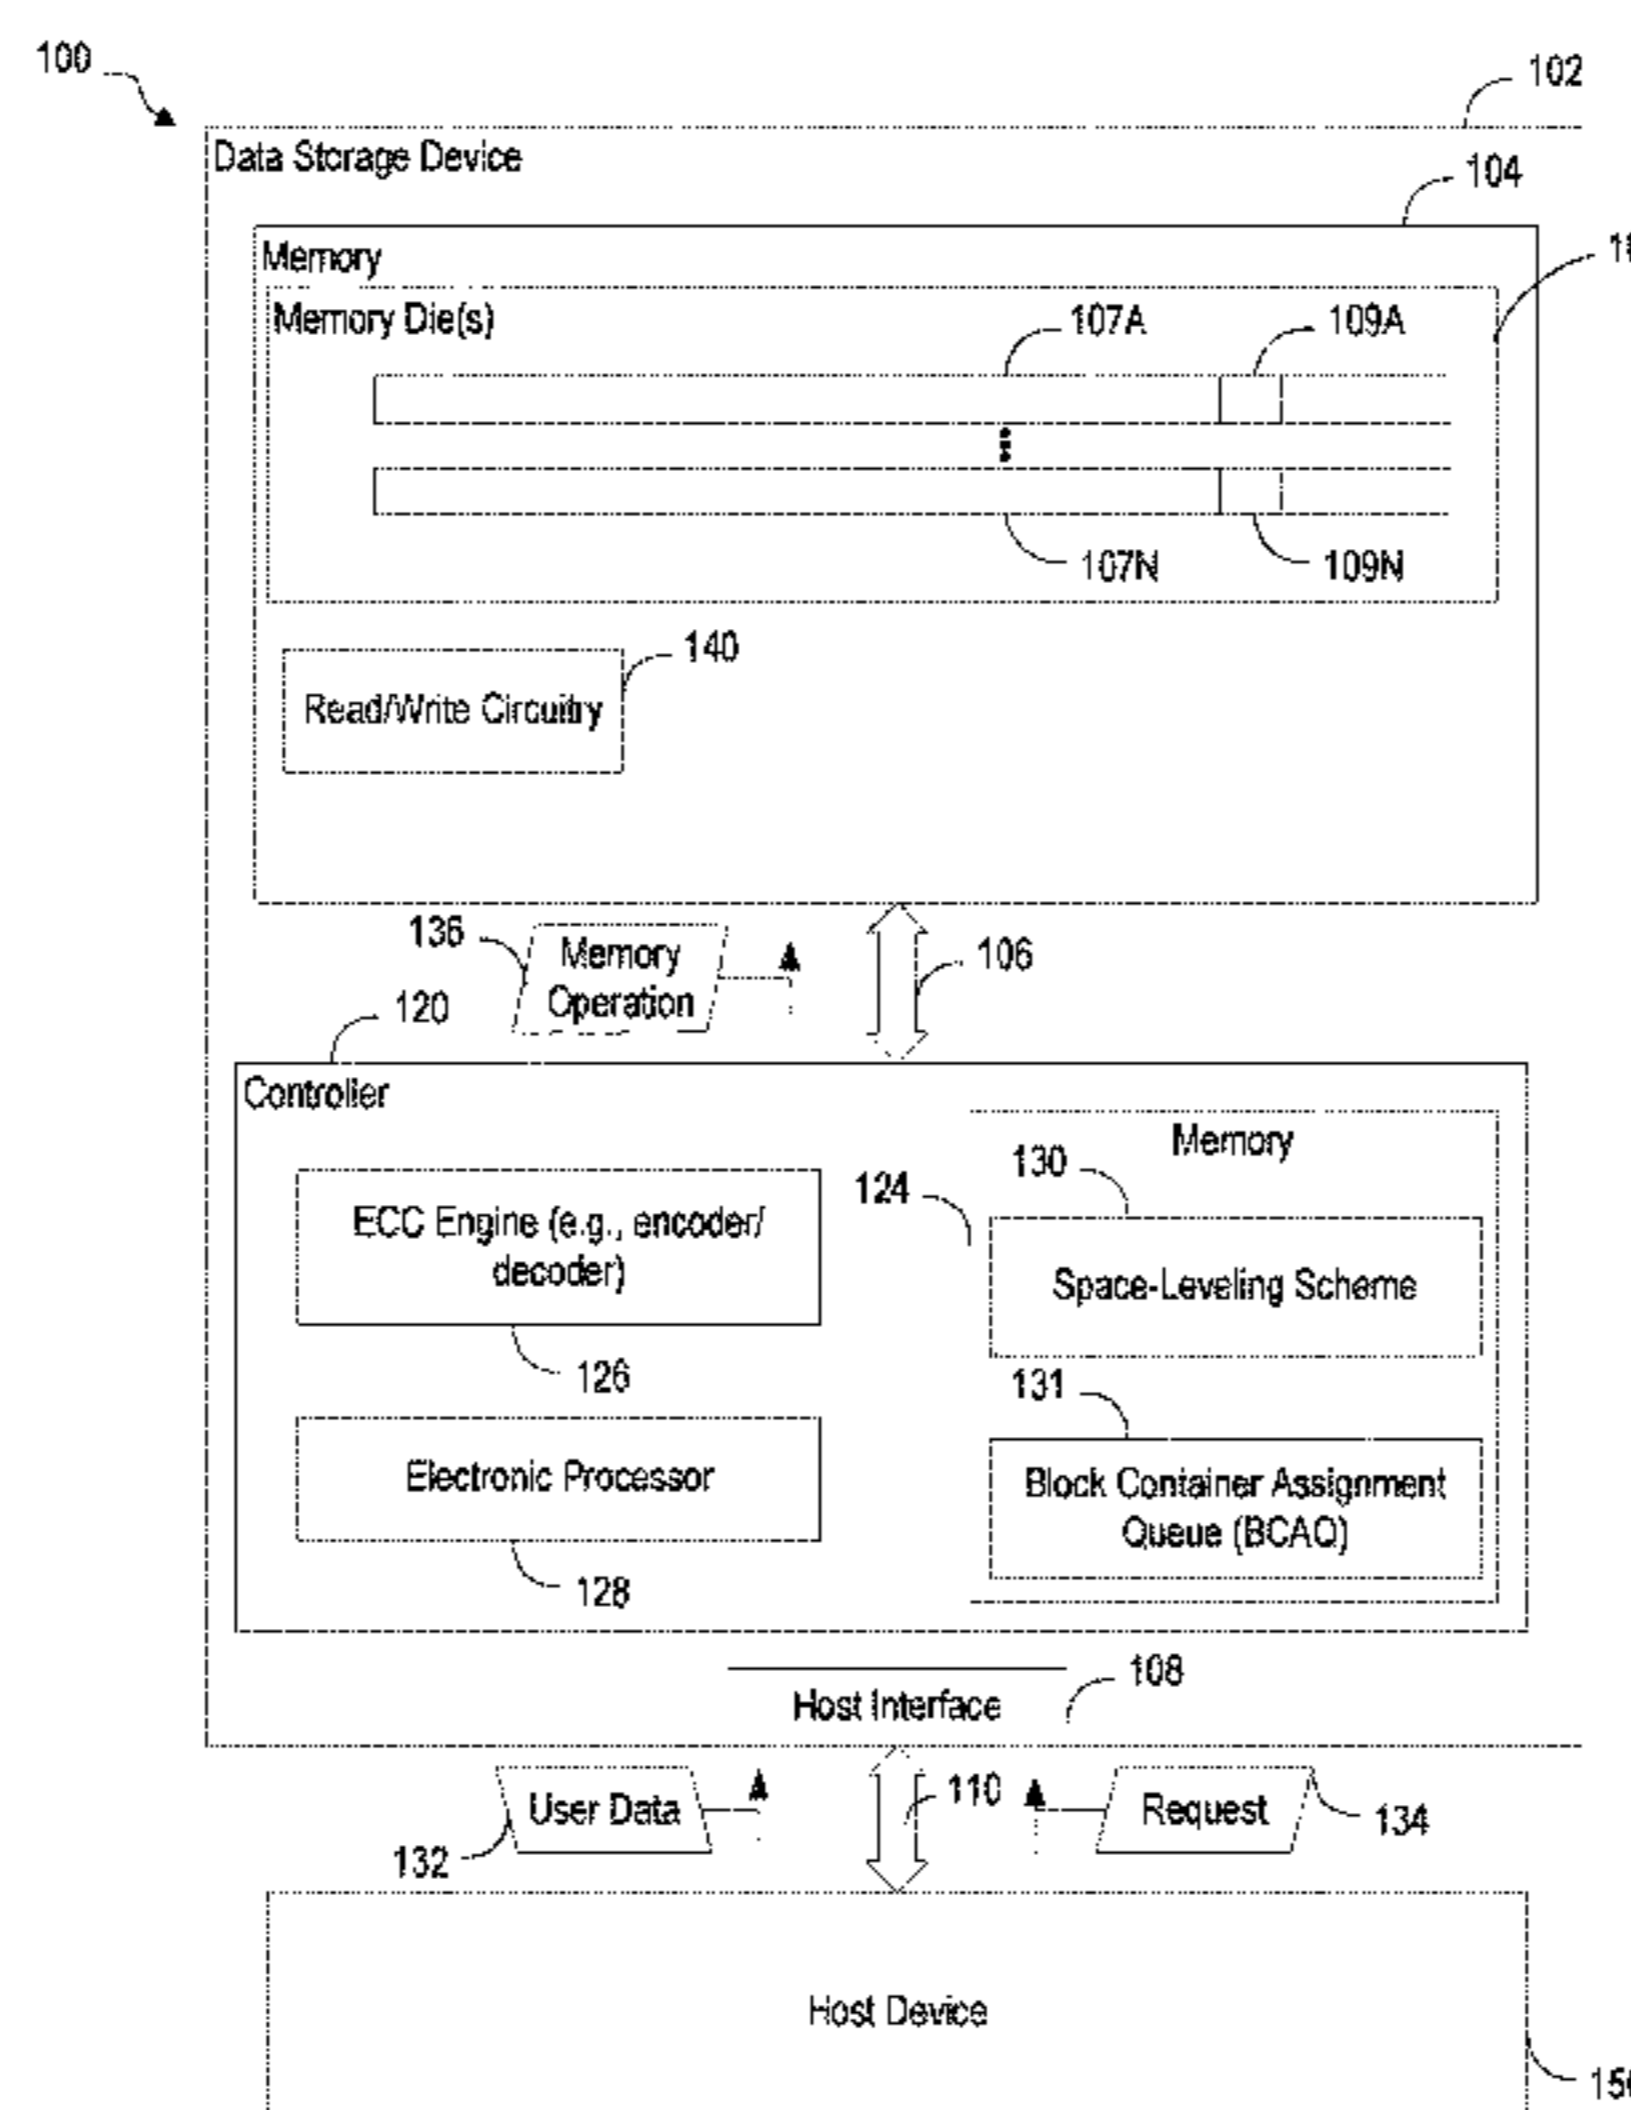 100
102
Data Storage Device
104
Memory
Memory Die(s)
107A
109A
107N
109N
140
Read/Write Circuitry
136
Memory
Operation
106
120
Controller
Memory
130
124
ECC Engine (e.g., encoder/
decoder)
Space-Leveling Scheme
126
131
Electronic Processor
Block Container Assignment
Queue (BCAQ)
128
108
Host Interface
User Data
110
Request
134
132
Host Device